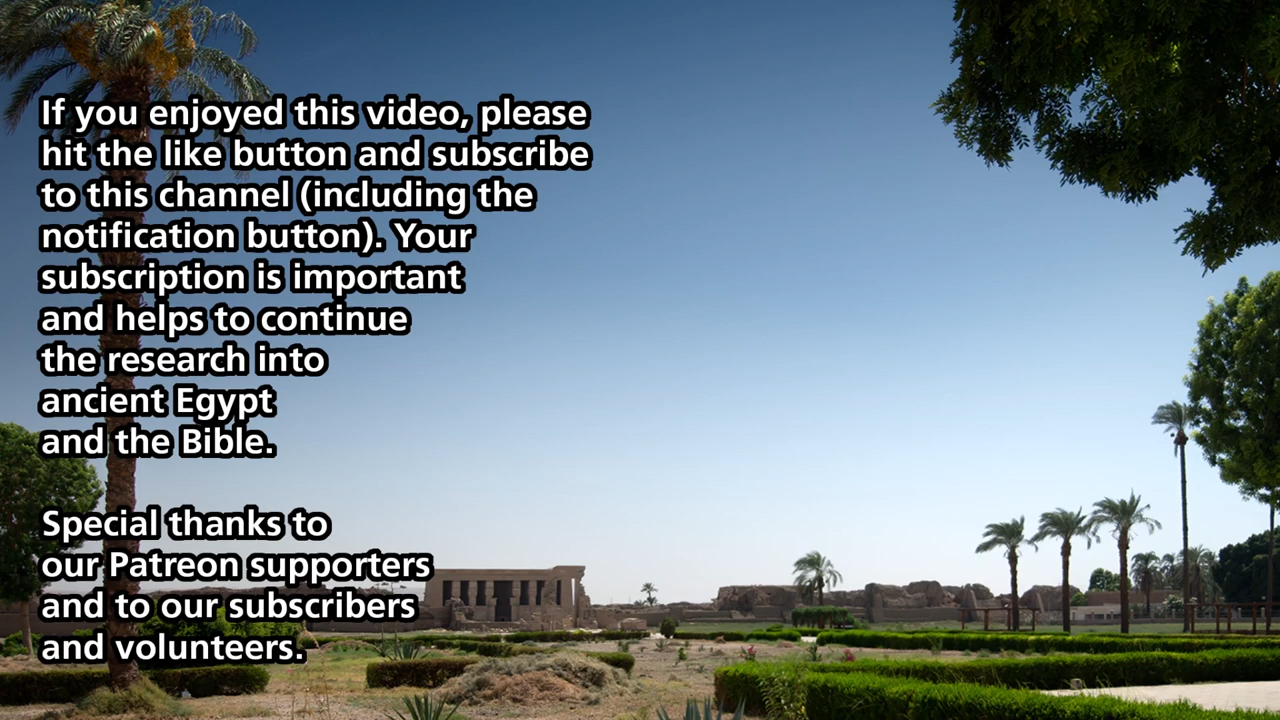 If you enjoyed this video, please
hit the like button and subscribe
to this channel (including the
notification button). Your
subscription is important
and helps to continue
the research into
ancient Egypt
and the Bible.
Special thanks to
our Patreon supporters
and to our subscribers
and volunteers.